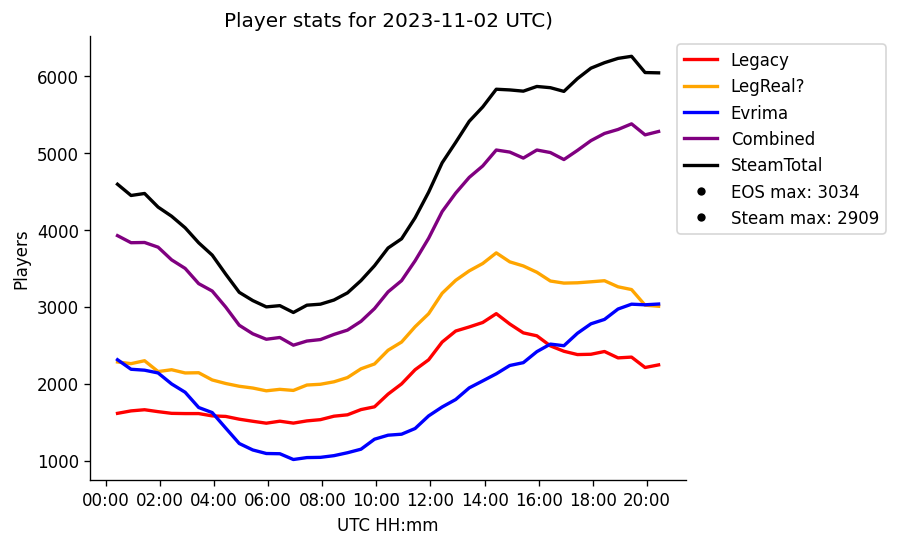 Player stats for 2023-11-02 UTC)
Legacy
LegReal?
Evrima
Combined
SteamTotal
EOS max: 3034
Steam max: 2909
Players
6000
5000
4000
3000
2000
1000
00:00 02:00 04:00 06:00 08:00 10:00 12:00 14:00 16:00 18:00 20:00
UTC HH:mm